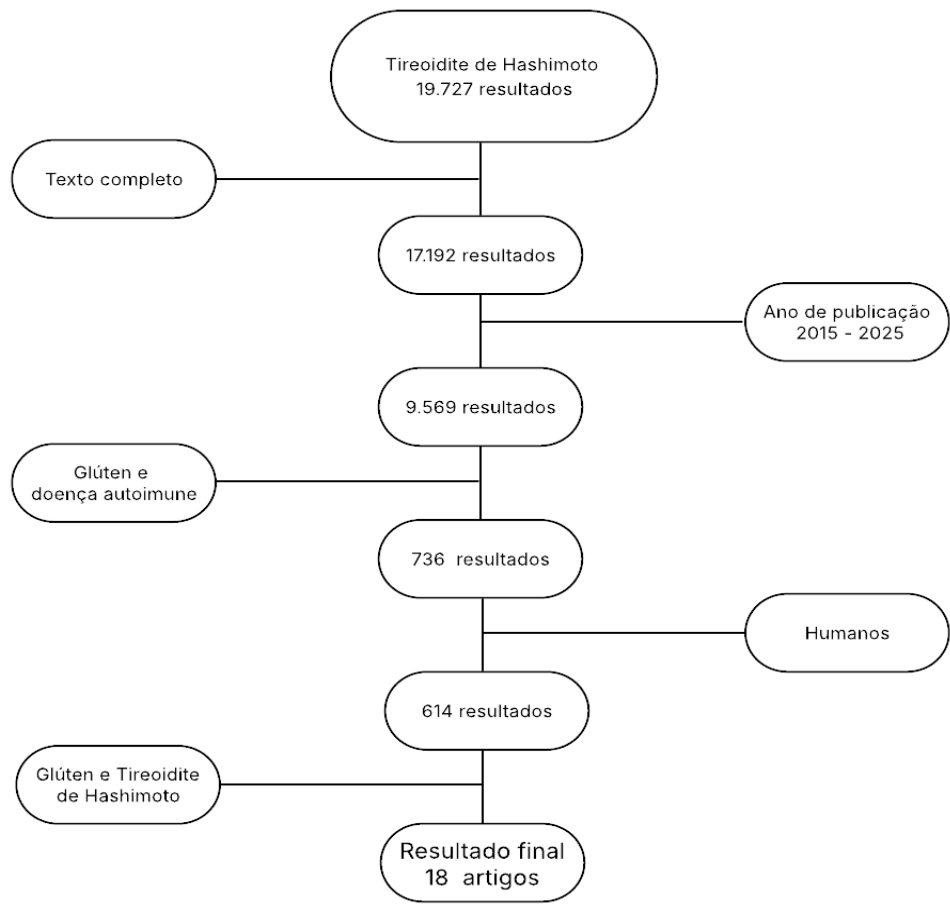 Tireoidite de Hashimoto
19.727 resultados
Texto completo
17.192 resultados
Ano de publicação
2015 - 2025
9.569 resultados
Glúten e
doença autoimune
736 resultados
Humanos
614 resultados
Glúten e Tireoidite
de Hashimoto
Resultado final
18 artigos